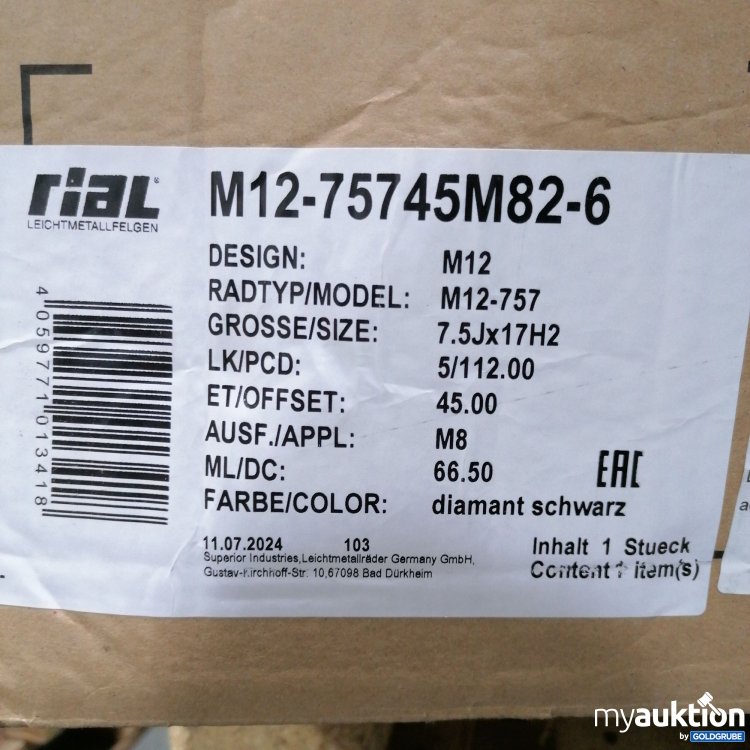 rial®
LEICHTMETALLFELGEN
M12-75745M82-6
DESIGN: M12
RADTYP/MODEL: M12-757
GROSSE/SIZE: 7.5Jx17H2
LK/PCD: 5/112.00
ET/OFFSET: 45.00
AUSF./APPL: M8
ML/DC: 66.50
FARBE/COLOR: diamant schwarz
EAC
4059771013418
11.07.2024 103
Superior Industries,Leichtmetallräder Germany GmbH,
Gustav-Kirchhoff-Str. 10,67098 Bad Dürkheim
Inhalt 1 Stueck
Content 1 item(s)
myauktion
by GOLDGRUBE